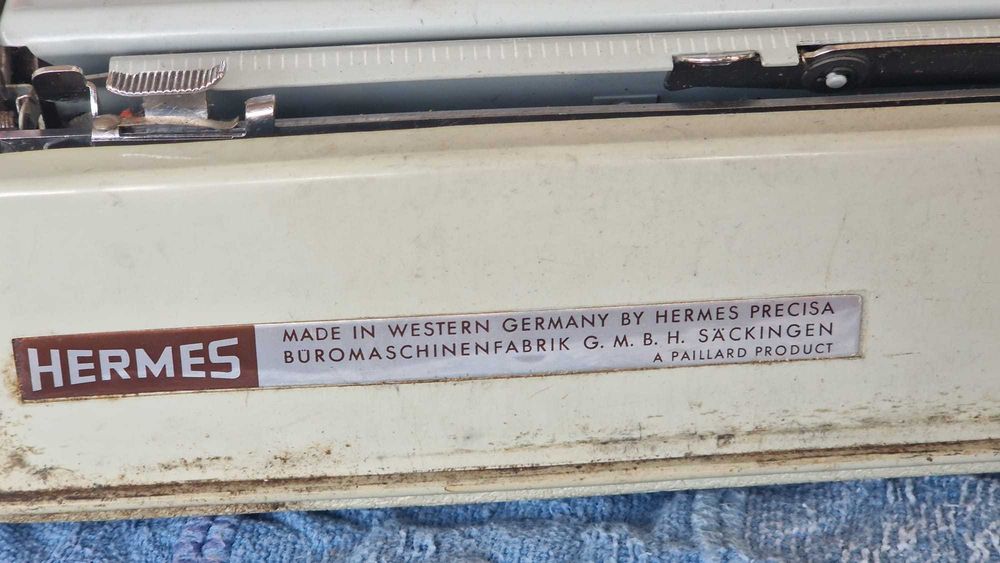 HERMES
MADE IN WESTERN GERMANY BY HERMES PRECISA
BÜROMASCHINENFABRIK G. M. B. H. SÄCKINGEN
A PAILLARD PRODUCT